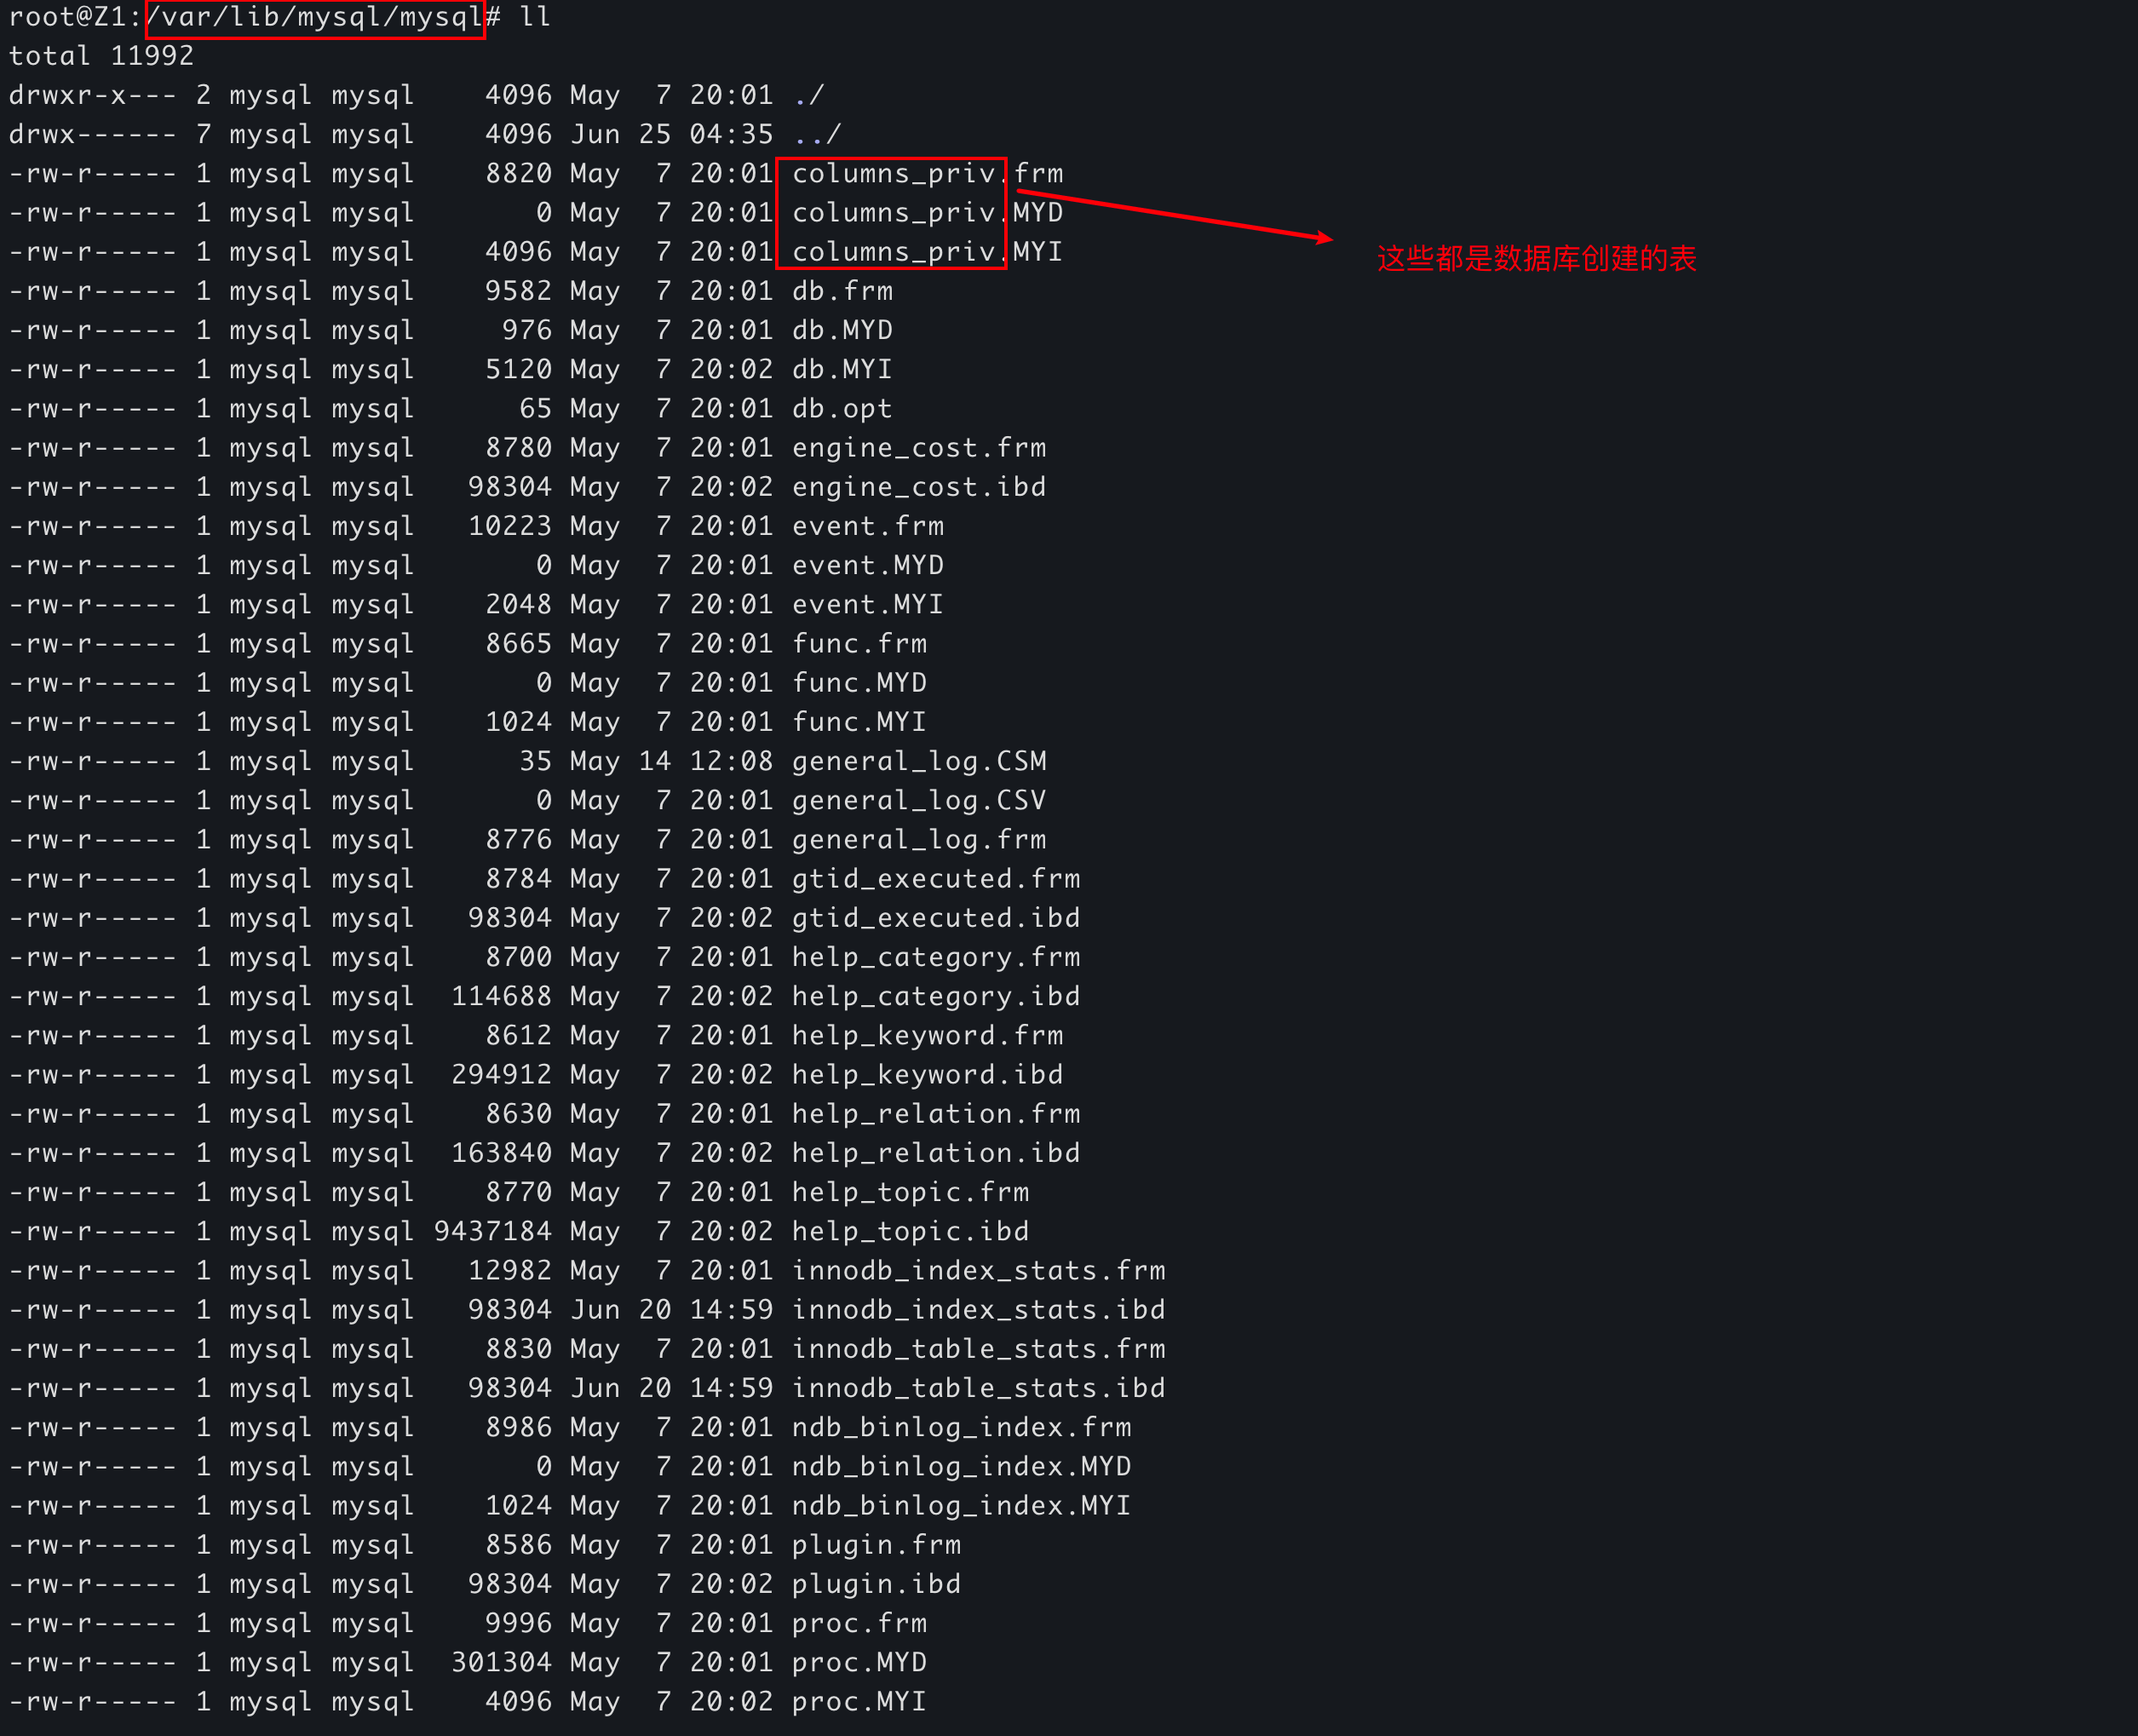 root@Z1:/var/lib/mysql/mysql# ll
total 11992
drwxr-x--- 2 mysql mysql    4096 May  7 20:01 ./
drwx------ 7 mysql mysql    4096 Jun 25 04:35 ../
-rw-r----- 1 mysql mysql    8820 May  7 20:01 columns_priv.frm
-rw-r----- 1 mysql mysql       0 May  7 20:01 columns_priv.MYD
-rw-r----- 1 mysql mysql    4096 May  7 20:01 columns_priv.MYI
这些都是数据库创建的表
-rw-r----- 1 mysql mysql    9582 May  7 20:01 db.frm
-rw-r----- 1 mysql mysql     976 May  7 20:01 db.MYD
-rw-r----- 1 mysql mysql    5120 May  7 20:02 db.MYI
-rw-r----- 1 mysql mysql      65 May  7 20:01 db.opt
-rw-r----- 1 mysql mysql    8780 May  7 20:01 engine_cost.frm
-rw-r----- 1 mysql mysql   98304 May  7 20:02 engine_cost.ibd
-rw-r----- 1 mysql mysql   10223 May  7 20:01 event.frm
-rw-r----- 1 mysql mysql       0 May  7 20:01 event.MYD
-rw-r----- 1 mysql mysql    2048 May  7 20:01 event.MYI
-rw-r----- 1 mysql mysql    8665 May  7 20:01 func.frm
-rw-r----- 1 mysql mysql       0 May  7 20:01 func.MYD
-rw-r----- 1 mysql mysql    1024 May  7 20:01 func.MYI
-rw-r----- 1 mysql mysql      35 May 14 12:08 general_log.CSM
-rw-r----- 1 mysql mysql       0 May  7 20:01 general_log.CSV
-rw-r----- 1 mysql mysql    8776 May  7 20:01 general_log.frm
-rw-r----- 1 mysql mysql    8784 May  7 20:01 gtid_executed.frm
-rw-r----- 1 mysql mysql   98304 May  7 20:02 gtid_executed.ibd
-rw-r----- 1 mysql mysql    8700 May  7 20:01 help_category.frm
-rw-r----- 1 mysql mysql  114688 May  7 20:02 help_category.ibd
-rw-r----- 1 mysql mysql    8612 May  7 20:01 help_keyword.frm
-rw-r----- 1 mysql mysql  294912 May  7 20:02 help_keyword.ibd
-rw-r----- 1 mysql mysql    8630 May  7 20:01 help_relation.frm
-rw-r----- 1 mysql mysql  163840 May  7 20:02 help_relation.ibd
-rw-r----- 1 mysql mysql    8770 May  7 20:01 help_topic.frm
-rw-r----- 1 mysql mysql 9437184 May  7 20:02 help_topic.ibd
-rw-r----- 1 mysql mysql   12982 May  7 20:01 innodb_index_stats.frm
-rw-r----- 1 mysql mysql   98304 Jun 20 14:59 innodb_index_stats.ibd
-rw-r----- 1 mysql mysql    8830 May  7 20:01 innodb_table_stats.frm
-rw-r----- 1 mysql mysql   98304 Jun 20 14:59 innodb_table_stats.ibd
-rw-r----- 1 mysql mysql    8986 May  7 20:01 ndb_binlog_index.frm
-rw-r----- 1 mysql mysql       0 May  7 20:01 ndb_binlog_index.MYD
-rw-r----- 1 mysql mysql    1024 May  7 20:01 ndb_binlog_index.MYI
-rw-r----- 1 mysql mysql    8586 May  7 20:01 plugin.frm
-rw-r----- 1 mysql mysql   98304 May  7 20:02 plugin.ibd
-rw-r----- 1 mysql mysql    9996 May  7 20:01 proc.frm
-rw-r----- 1 mysql mysql  301304 May  7 20:01 proc.MYD
-rw-r----- 1 mysql mysql    4096 May  7 20:02 proc.MYI